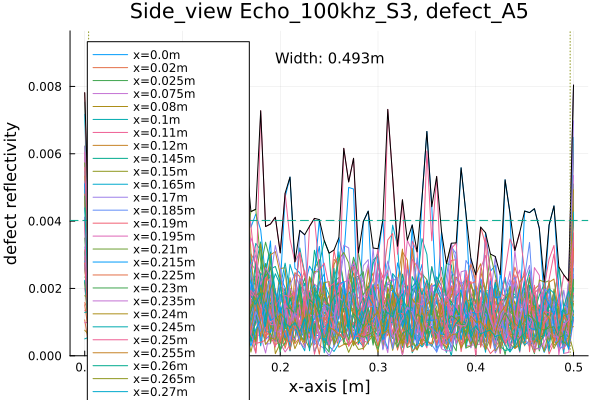 Side_view Echo_100khz_S3, defect_A5
Width: 0.493m
defect reflectivity
0.008
0.006
0.004
0.002
0.000
x=0.0m
x=0.02m
x=0.025m
x=0.075m
x=0.08m
x=0.1m
x=0.11m
x=0.12m
x=0.145m
x=0.15m
x=0.165m
x=0.17m
x=0.185m
x=0.19m
x=0.195m
x=0.21m
x=0.215m
x=0.225m
x=0.23m
x=0.235m
x=0.24m
x=0.245m
x=0.25m
x=0.255m
x=0.26m
x=0.265m
x=0.27m
0. 0.2 0.3 0.4 0.5
x-axis [m]